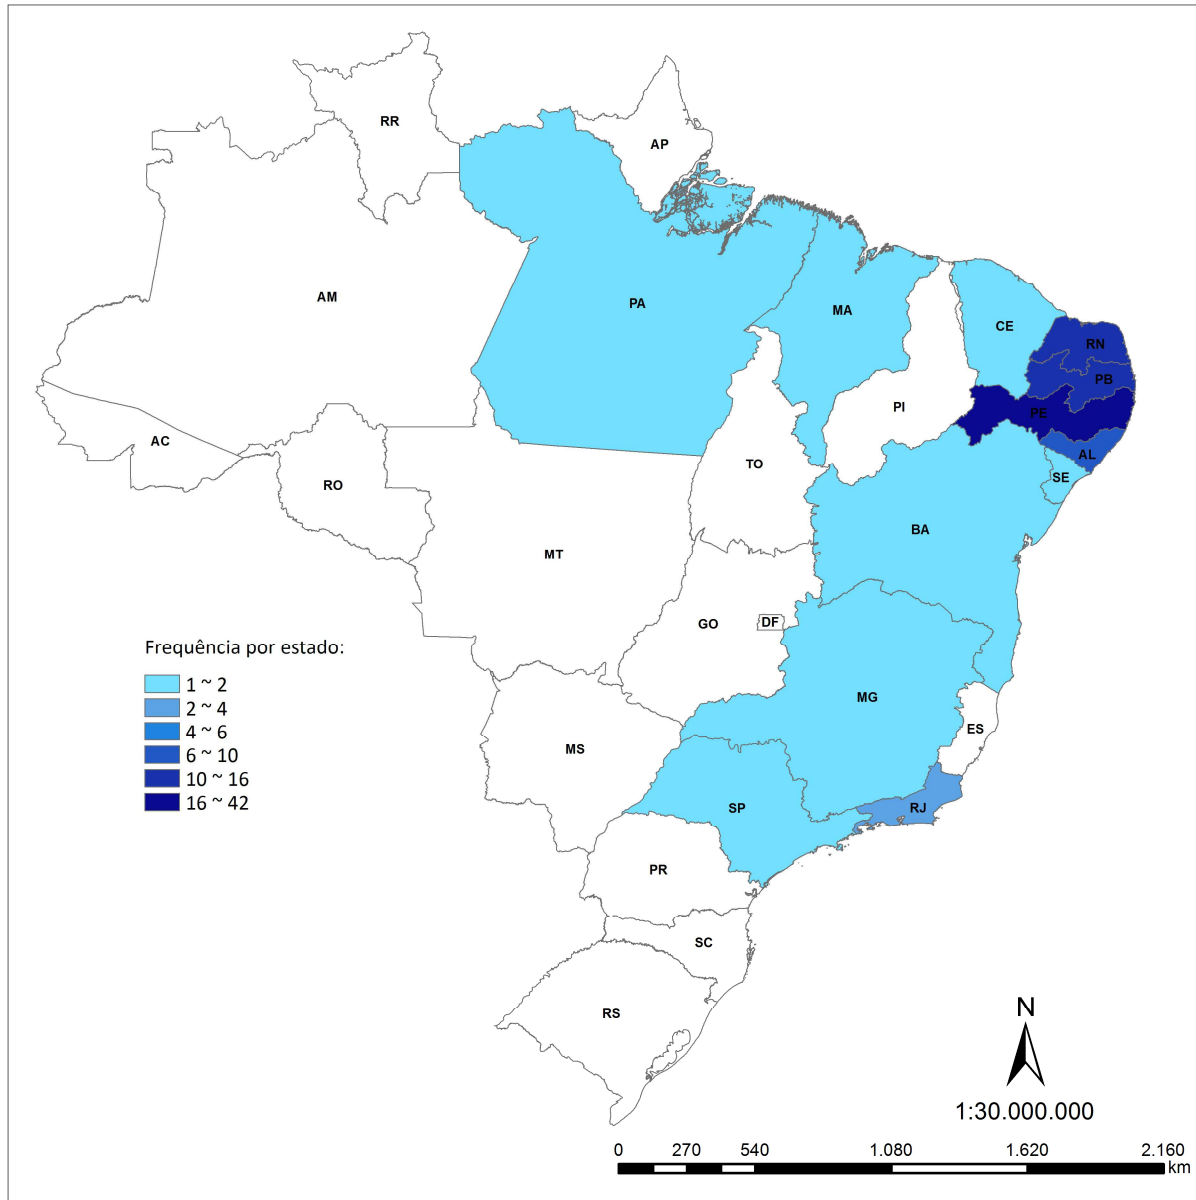 RR
AP
AM
PA
MA
CE
RN
PB
PI
PE
AC
AL
TO
SE
RO
BA
MT
GO
DF
Frequência por estado:
1 ~ 2
2 ~ 4
4 ~ 6
6 ~ 10
10 ~ 16
16 ~ 42
MG
ES
MS
SP
RJ
PR
SC
RS
N
1:30.000.000
0 270 540 1.080 1.620 2.160
km